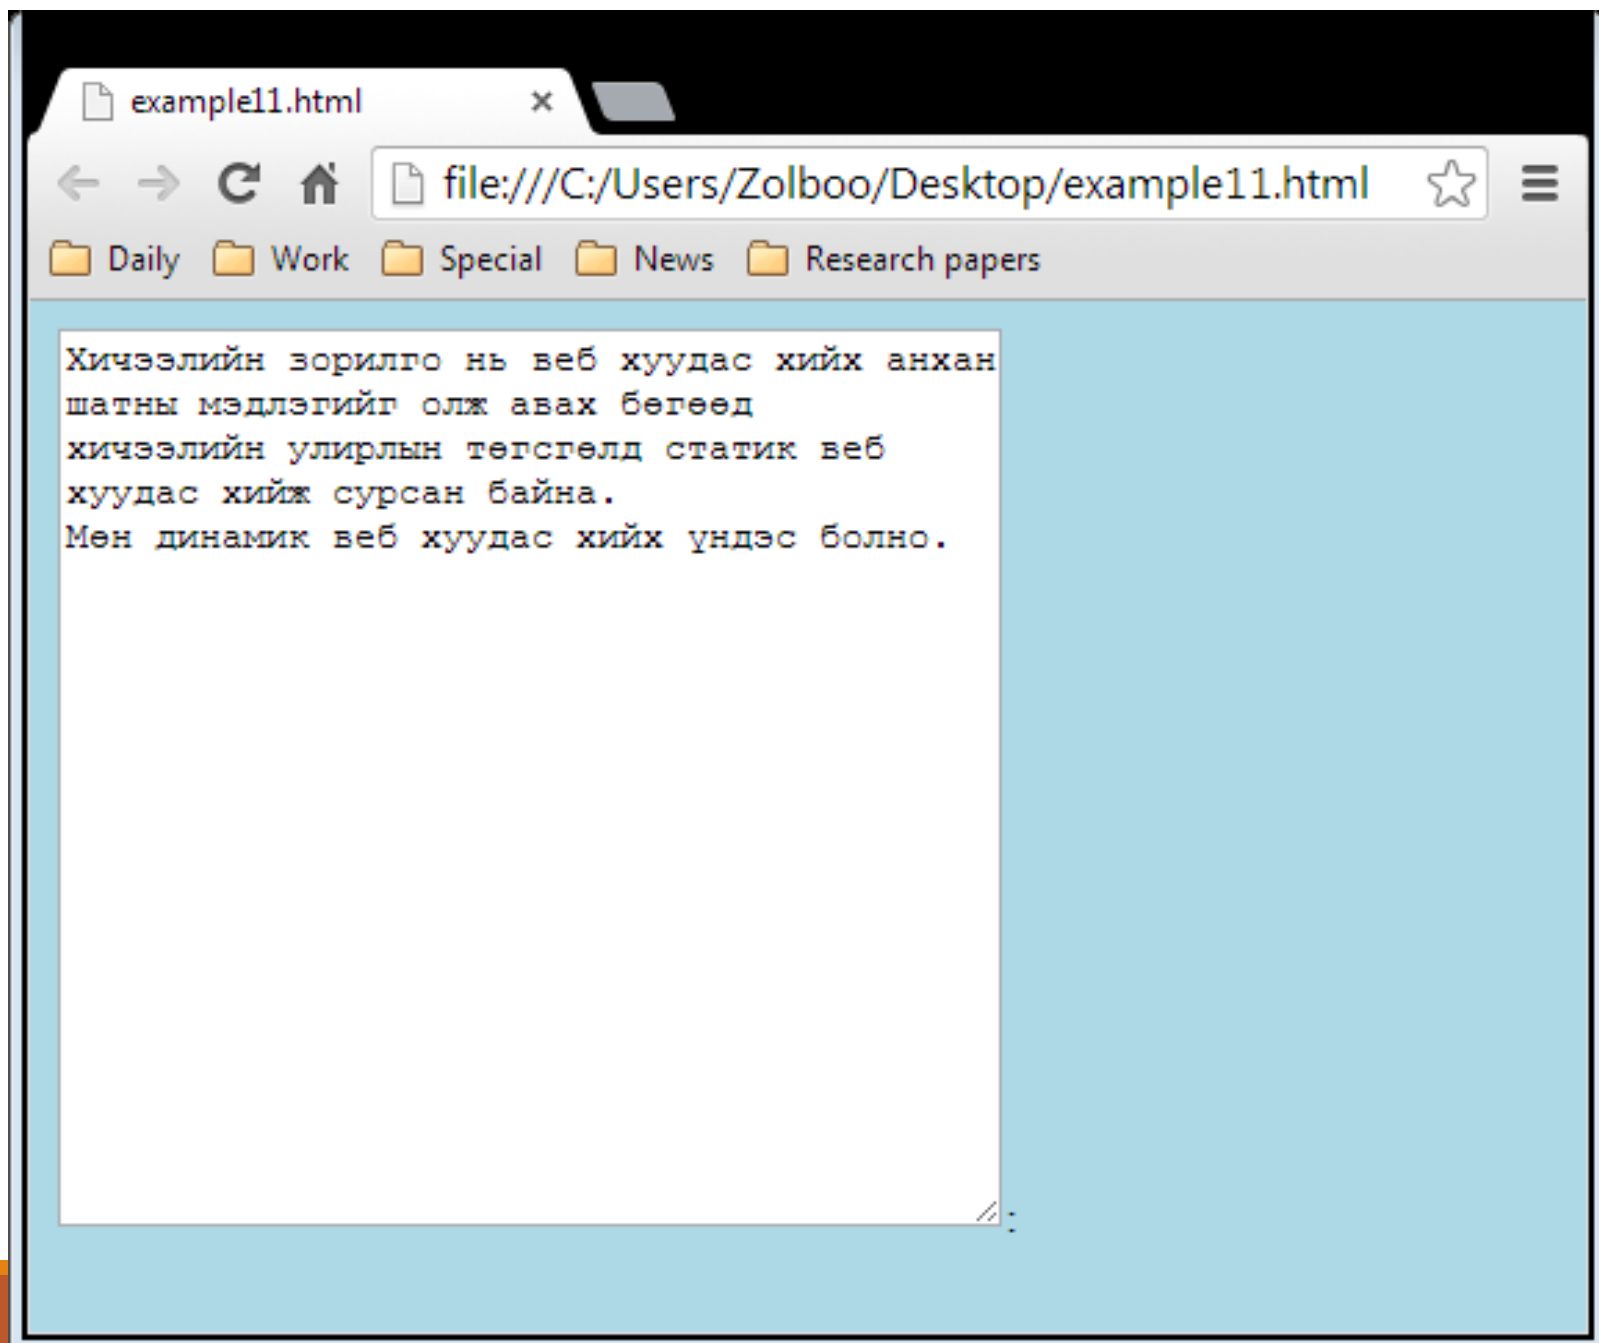 example11.html
file:///C:/Users/Zolboo/Desktop/example11.html
Daily Work Special News Research papers
Хичээлийн зорилго нь веб хуудас хийх анхан
шатны мэдлэгийг олж авах бөгөөд
хичээлийн улирлын төгсгөлд статик веб
хуудас хийж сурсан байна.
Мөн динамик веб хуудас хийх үндэс болно.
: